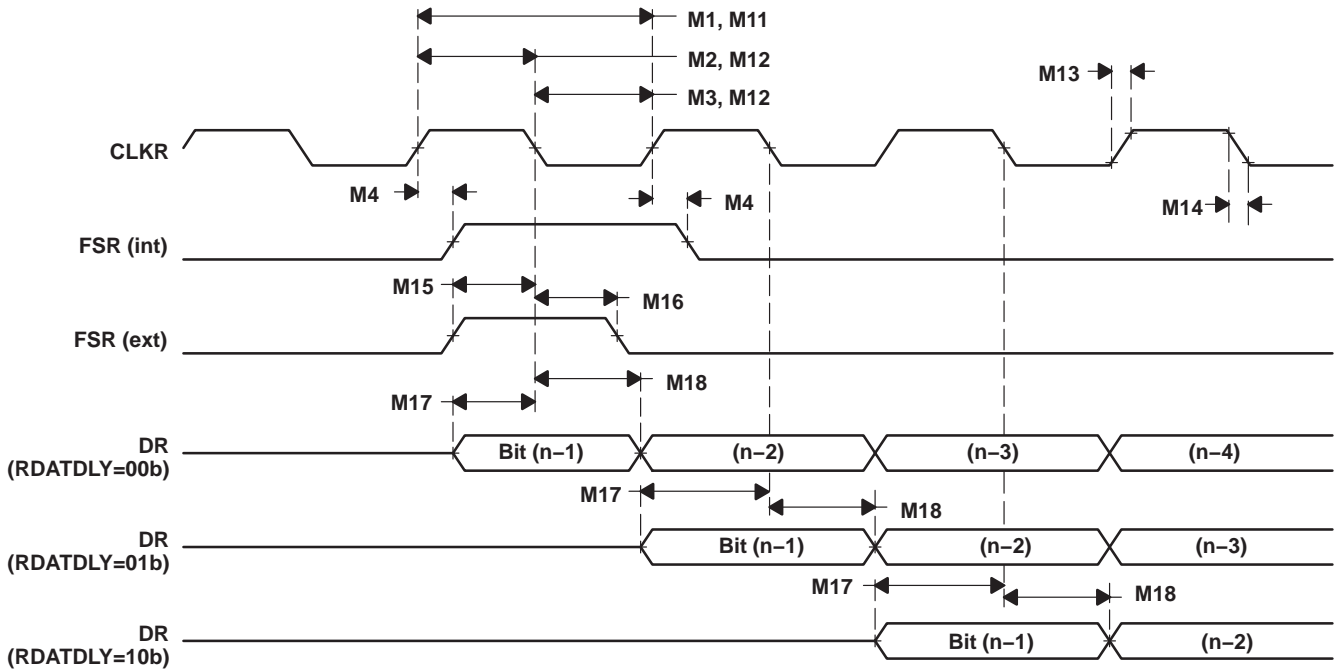 M1, M11
M2, M12
M13
M3, M12
CLKR
M4
M4
M14
FSR (int)
M15
M16
FSR (ext)
M18
M17
DR
(RDATDLY=00b)
Bit (n−1)
(n−2)
(n−3)
(n−4)
M17
M18
DR
(RDATDLY=01b)
Bit (n−1)
(n−2)
(n−3)
M17
M18
DR
(RDATDLY=10b)
Bit (n−1)
(n−2)